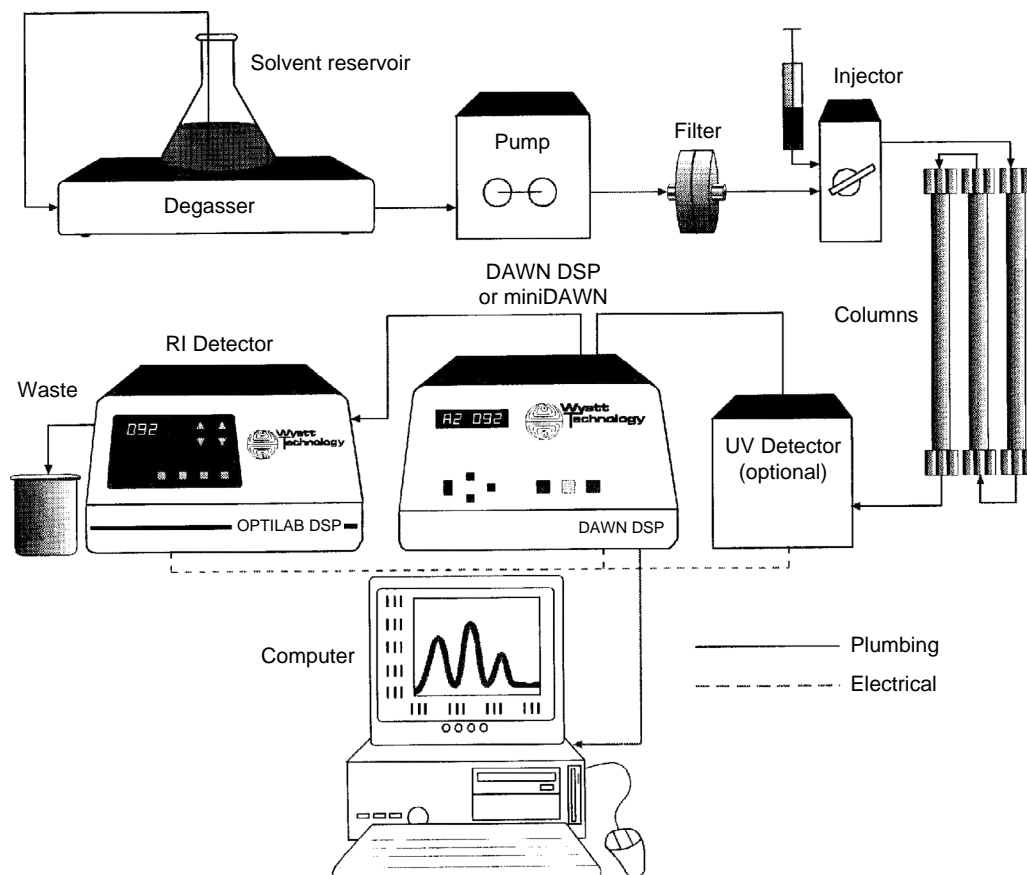 Solvent reservoir
Degasser
Pump
Filter
Injector
Columns
DAWN DSP
or miniDAWN
RI Detector
Waste
092
Wyatt
Technology
OPTILAB DSP
A2 092
Wyatt
Technology
DAWN DSP
UV Detector
(optional)
Computer
Plumbing
Electrical